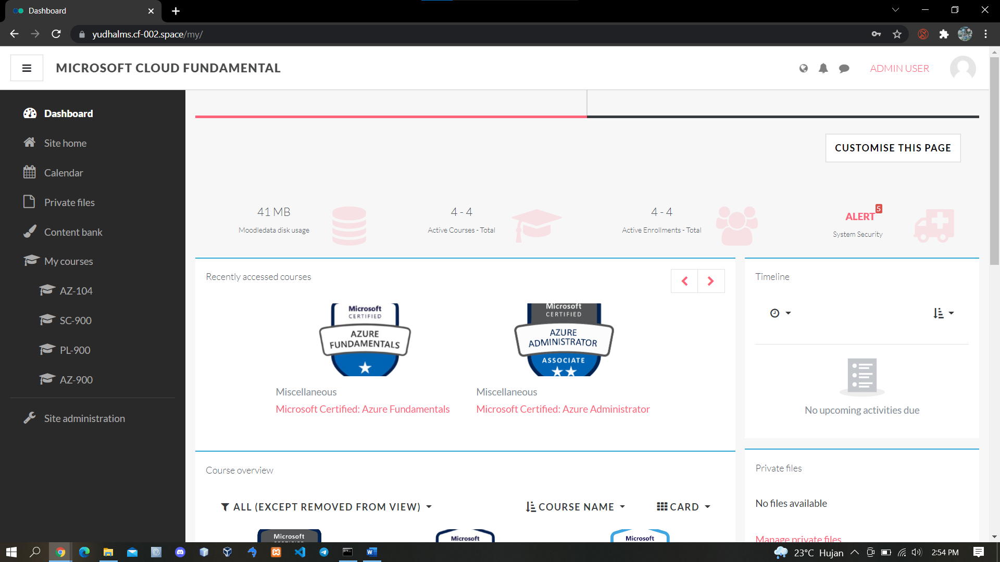 Dashboard
yudhalms.cf-002.space/my/
MICROSOFT CLOUD FUNDAMENTAL
ADMIN USER
Dashboard
Site home
Calendar
Private files
Content bank
My courses
AZ-104
SC-900
PL-900
AZ-900
Site administration
CUSTOMISE THIS PAGE
41 MB
Moodledata disk usage
4 - 4
Active Courses - Total
4 - 4
Active Enrollments - Total
ALERT 5
System Security
Recently accessed courses
Microsoft
CERTIFIED
AZURE
FUNDAMENTALS
Miscellaneous
Microsoft Certified: Azure Fundamentals
Microsoft
CERTIFIED
AZURE
ADMINISTRATOR
ASSOCIATE
Miscellaneous
Microsoft Certified: Azure Administrator
Timeline
No upcoming activities due
Course overview
ALL (EXCEPT REMOVED FROM VIEW)
COURSE NAME
CARD
Microsoft
Microsoft
Microsoft
Private files
No files available
Manage private files
23°C Hujan
2:54 PM